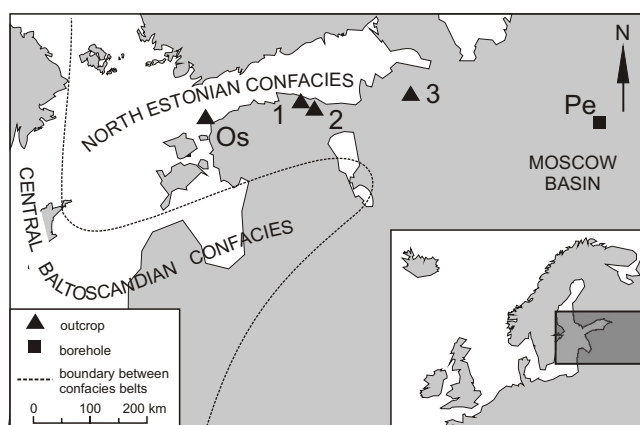 N
NORTH ESTONIAN CONFACIES
1
2
3
Os
Pe
MOSCOW
BASIN
CENTRAL BALTOSCANDIAN CONFACIES
outcrop
borehole
boundary between
confacies belts
0 100 200 km